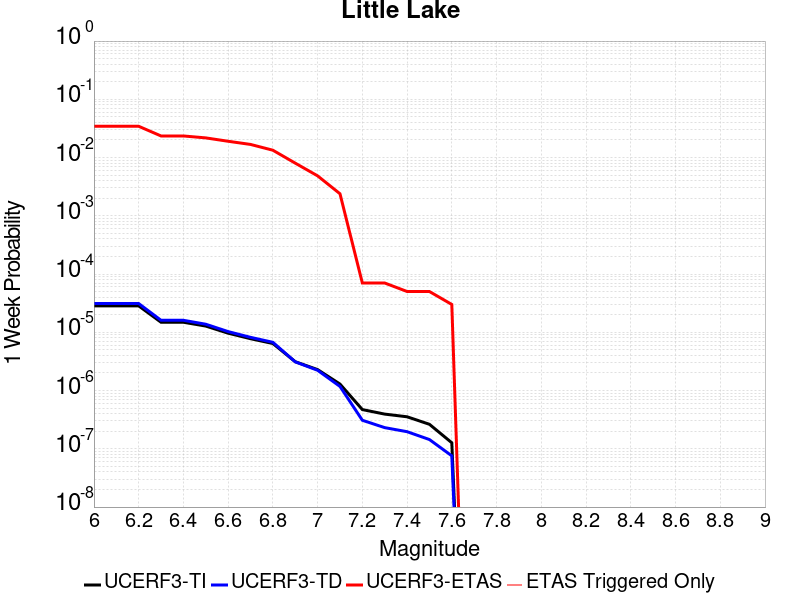 Little Lake
10^0
10^-1
10^-2
10^-3
10^-4
10^-5
10^-6
10^-7
10^-8
1 Week Probability
6 6.2 6.4 6.6 6.8 7 7.2 7.4 7.6 7.8 8 8.2 8.4 8.6 8.8 9
Magnitude
UCERF3-TI UCERF3-TD UCERF3-ETAS ETAS Triggered Only